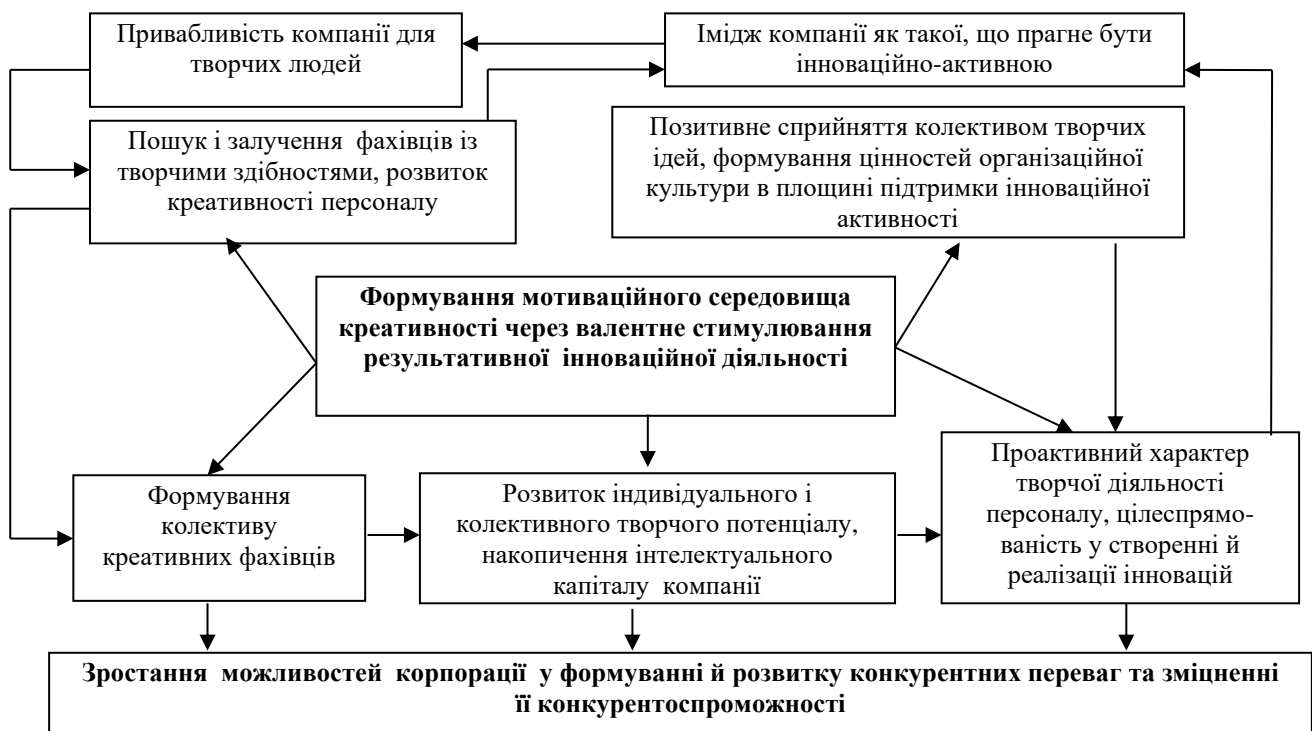 Привабливість компанії для
творчих людей
Імідж компанії як такої, що прагне бути
інноваційно-активною
Пошук і залучення фахівців із
творчими здібностями, розвиток
креативності персоналу
Позитивне сприйняття колективом творчих
ідей, формування цінностей організаційної
культури в площині підтримки інноваційної
активності
Формування мотиваційного середовища
креативності через валентне стимулювання
результативної інноваційної діяльності
Формування
колективу
креативних фахівців
Розвиток індивідуального і
колективного творчого потенціалу,
накопичення інтелектуального
капіталу компанії
Проактивний характер
творчої діяльності
персоналу, цілеспрямо-
ваність у створенні й
реалізації інновацій
Зростання можливостей корпорації у формуванні й розвитку конкурентних переваг та зміцненні
її конкурентоспроможності